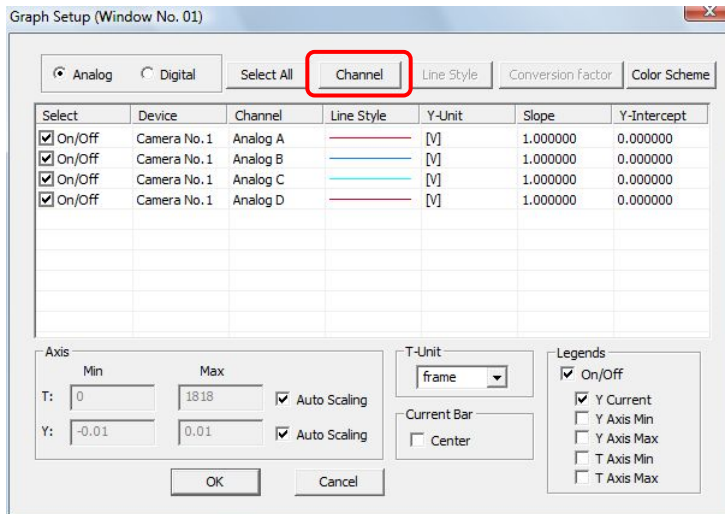 Graph Setup (Window No. 01)
Analog Digital Select All Channel Line Style Conversion factor Color Scheme
Select Device Channel Line Style Y-Unit Slope Y-Intercept
On/Off Camera No.1 Analog A [V] 1.000000 0.000000
On/Off Camera No.1 Analog B [V] 1.000000 0.000000
On/Off Camera No.1 Analog C [V] 1.000000 0.000000
On/Off Camera No.1 Analog D [V] 1.000000 0.000000
Axis
Min Max
T: 0 1818 Auto Scaling
Y: -0.01 0.01 Auto Scaling
T-Unit
frame
Current Bar
Center
Legends
On/Off
Y Current
Y Axis Min
Y Axis Max
T Axis Min
T Axis Max
OK Cancel